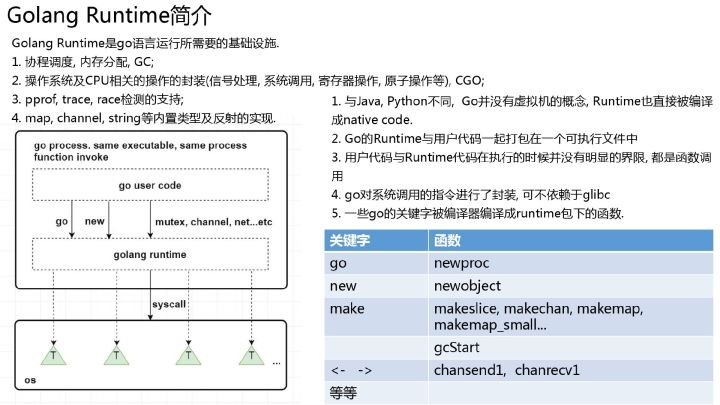 Golang Runtime简介
Golang Runtime是go语言运行所需要的基础设施.
1. 协程调度, 内存分配, GC;
2. 操作系统及CPU相关的操作的封装(信号处理, 系统调用, 寄存器操作, 原子操作等), CGO;
3. pprof, trace, race检测的支持;
4. map, channel, string等内置类型及反射的实现.
go process. same executable, same process
function invoke
go user code
go new mutex, channel, net...etc
golang runtime
syscall
T T T T ...
os
1. 与Java, Python不同, Go并没有虚拟机的概念, Runtime也直接被编译
成native code.
2. Go的Runtime与用户代码一起打包在一个可执行文件中
3. 用户代码与Runtime代码在执行的时候并没有明显的界限, 都是函数调
用
4. go对系统调用的指令进行了封装, 可不依赖于glibc
5. 一些go的关键字被编译器编译成runtime包下的函数.
关键字 函数
go newproc
new newobject
make makeslice, makechan, makemap,
makemap_small...
gcStart
<- -> chansend1, chanrecv1
等等